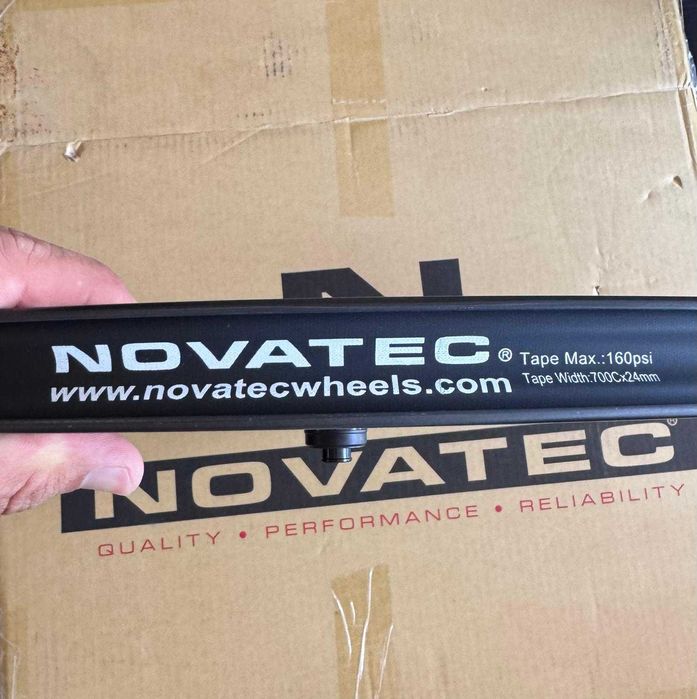 N
NOVATEC® Tape Max.:160psi
www.novatecwheels.com Tape Width:700Cx24mm
NOVATEC®
QUALITY • PERFORMANCE • RELIABILITY